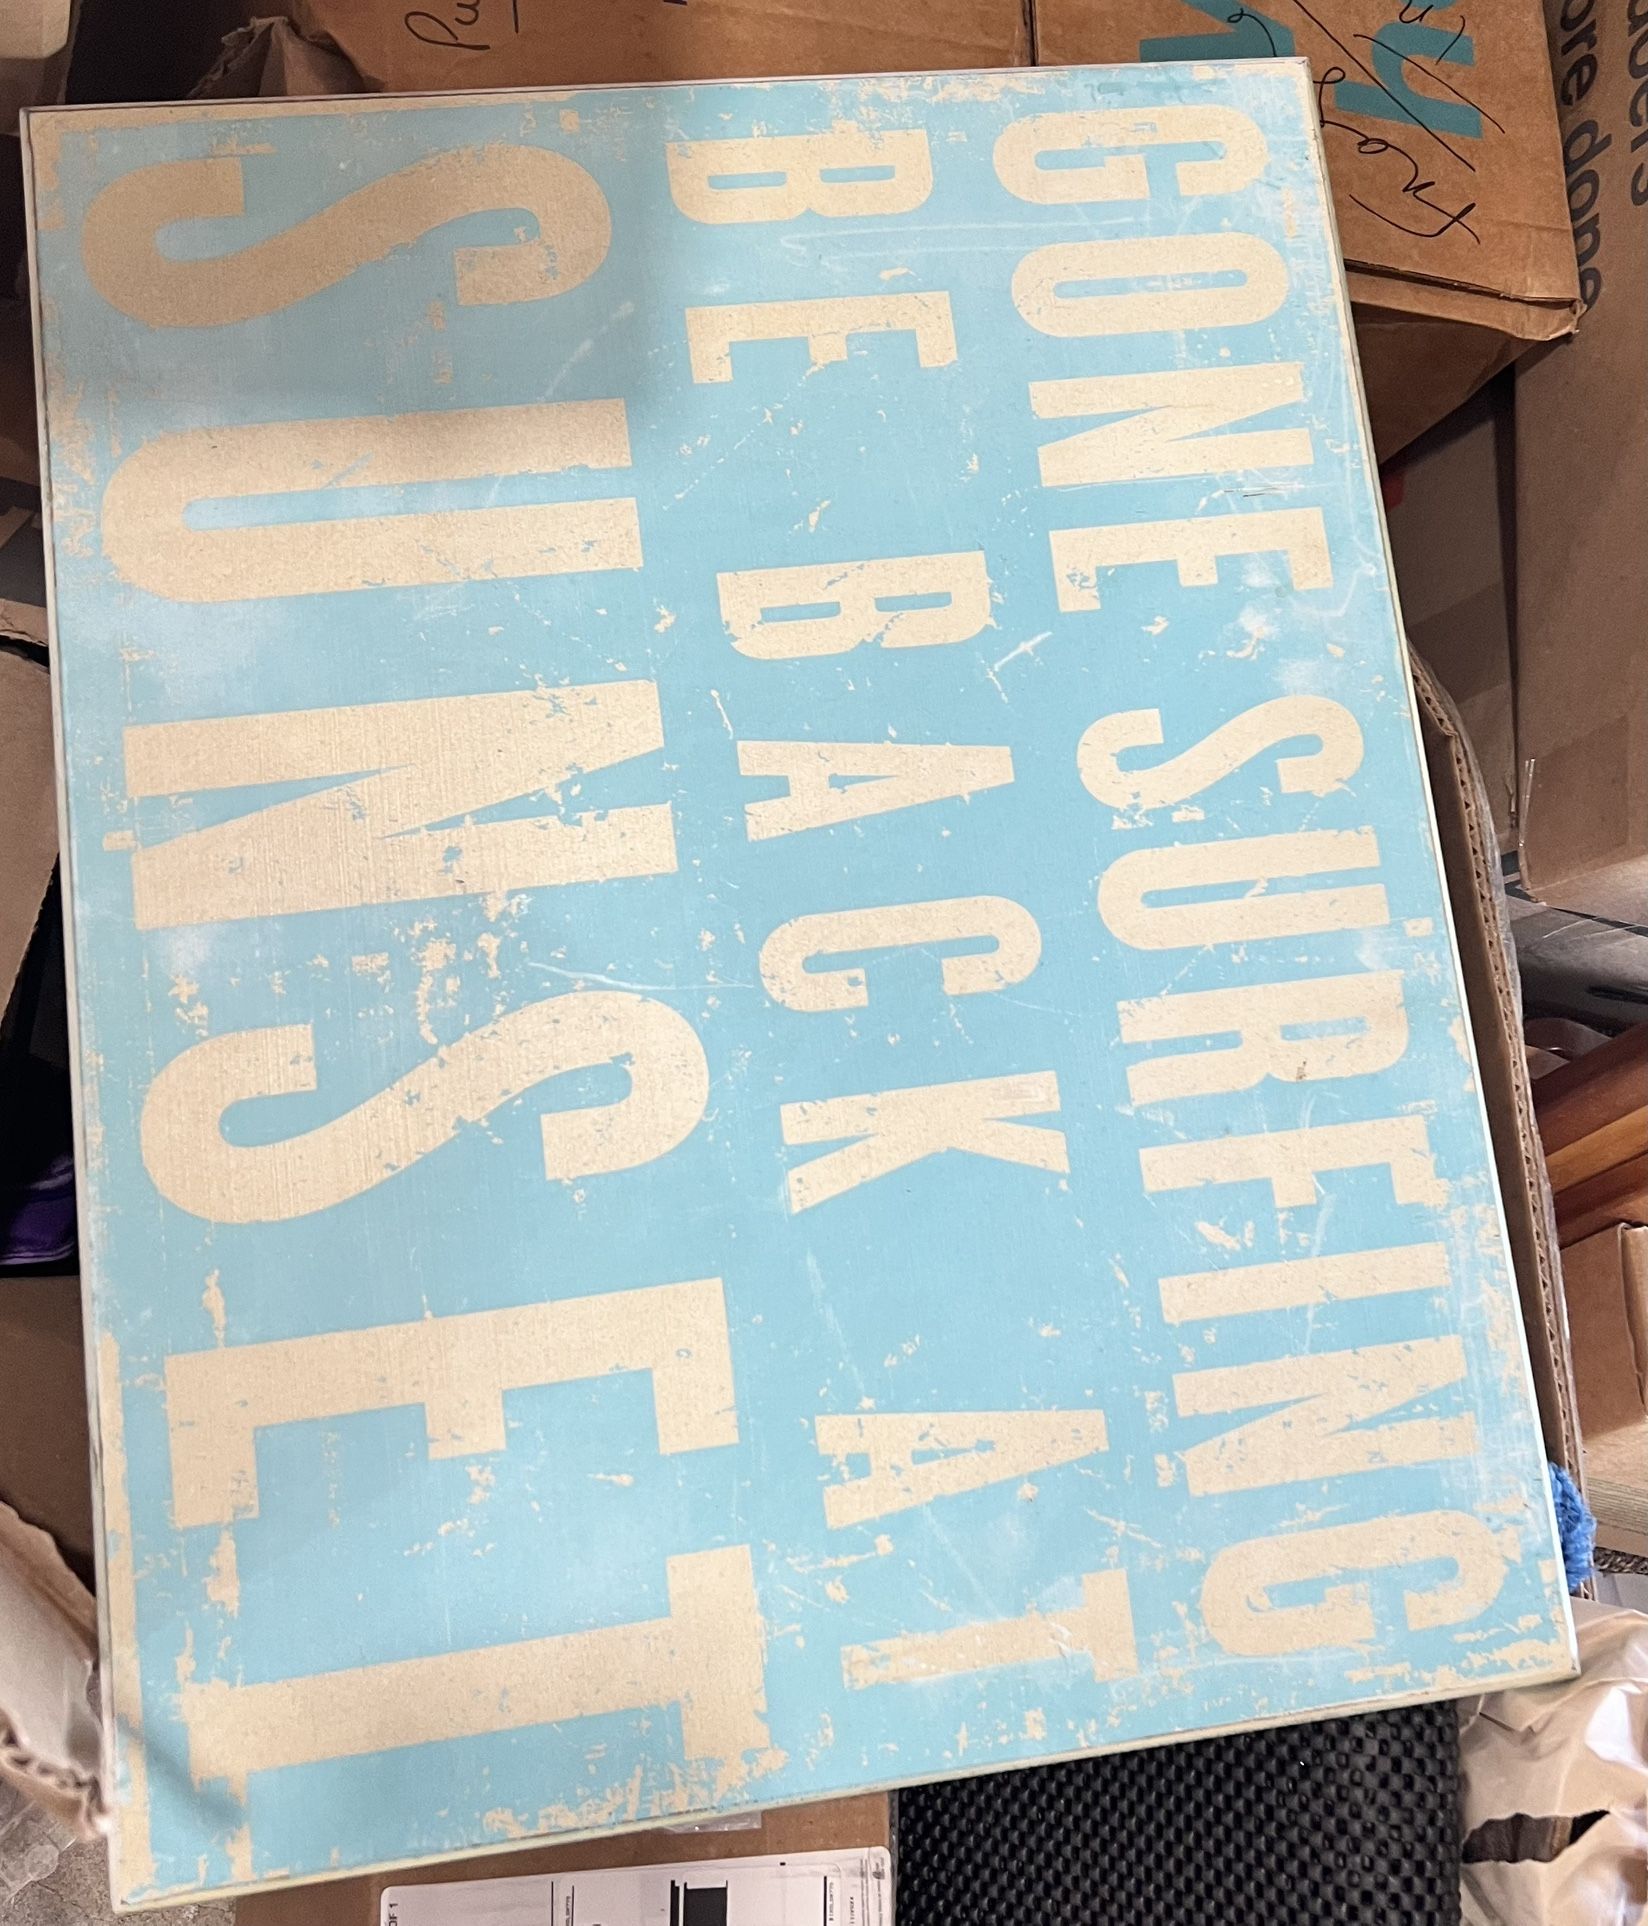 GONE SURFING
BE BACK AT
SUNSET